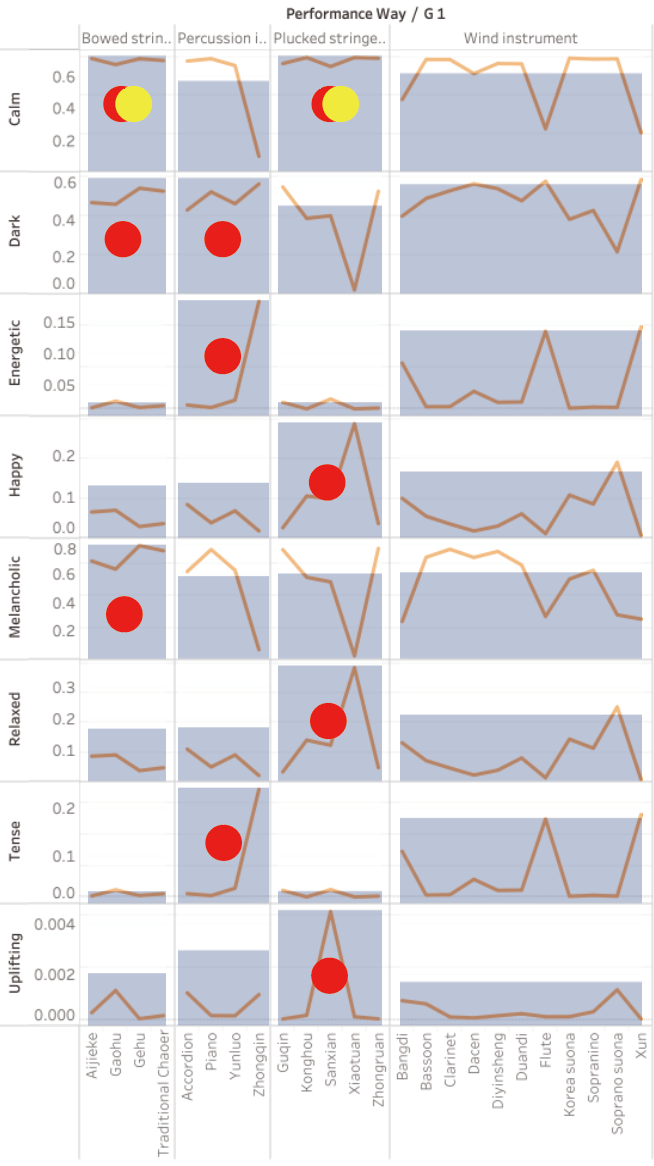 Performance Way / G 1
Bowed strin.. Percussion i.. Plucked stringe.. Wind instrument
Calm
0.6
0.4
0.2
Dark
0.6
0.4
0.2
0.0
Energetic
0.15
0.10
0.05
Happy
0.2
0.1
0.0
Melancholic
0.8
0.6
0.4
0.2
Relaxed
0.3
0.2
0.1
Tense
0.2
0.1
0.0
Uplifting
0.004
0.002
0.000
Aijieke
Gaohu
Gehu
Traditional Chaoer
Accordion
Piano
Yunluo
Zhongqin
Guqin
Konghou
Sanxian
Xiaotuan
Zhongruan
Bangdi
Bassoon
Clarinet
Dacen
Diyinsheng
Duandi
Flute
Korea suona
Sopranino
Soprano suona
Xun